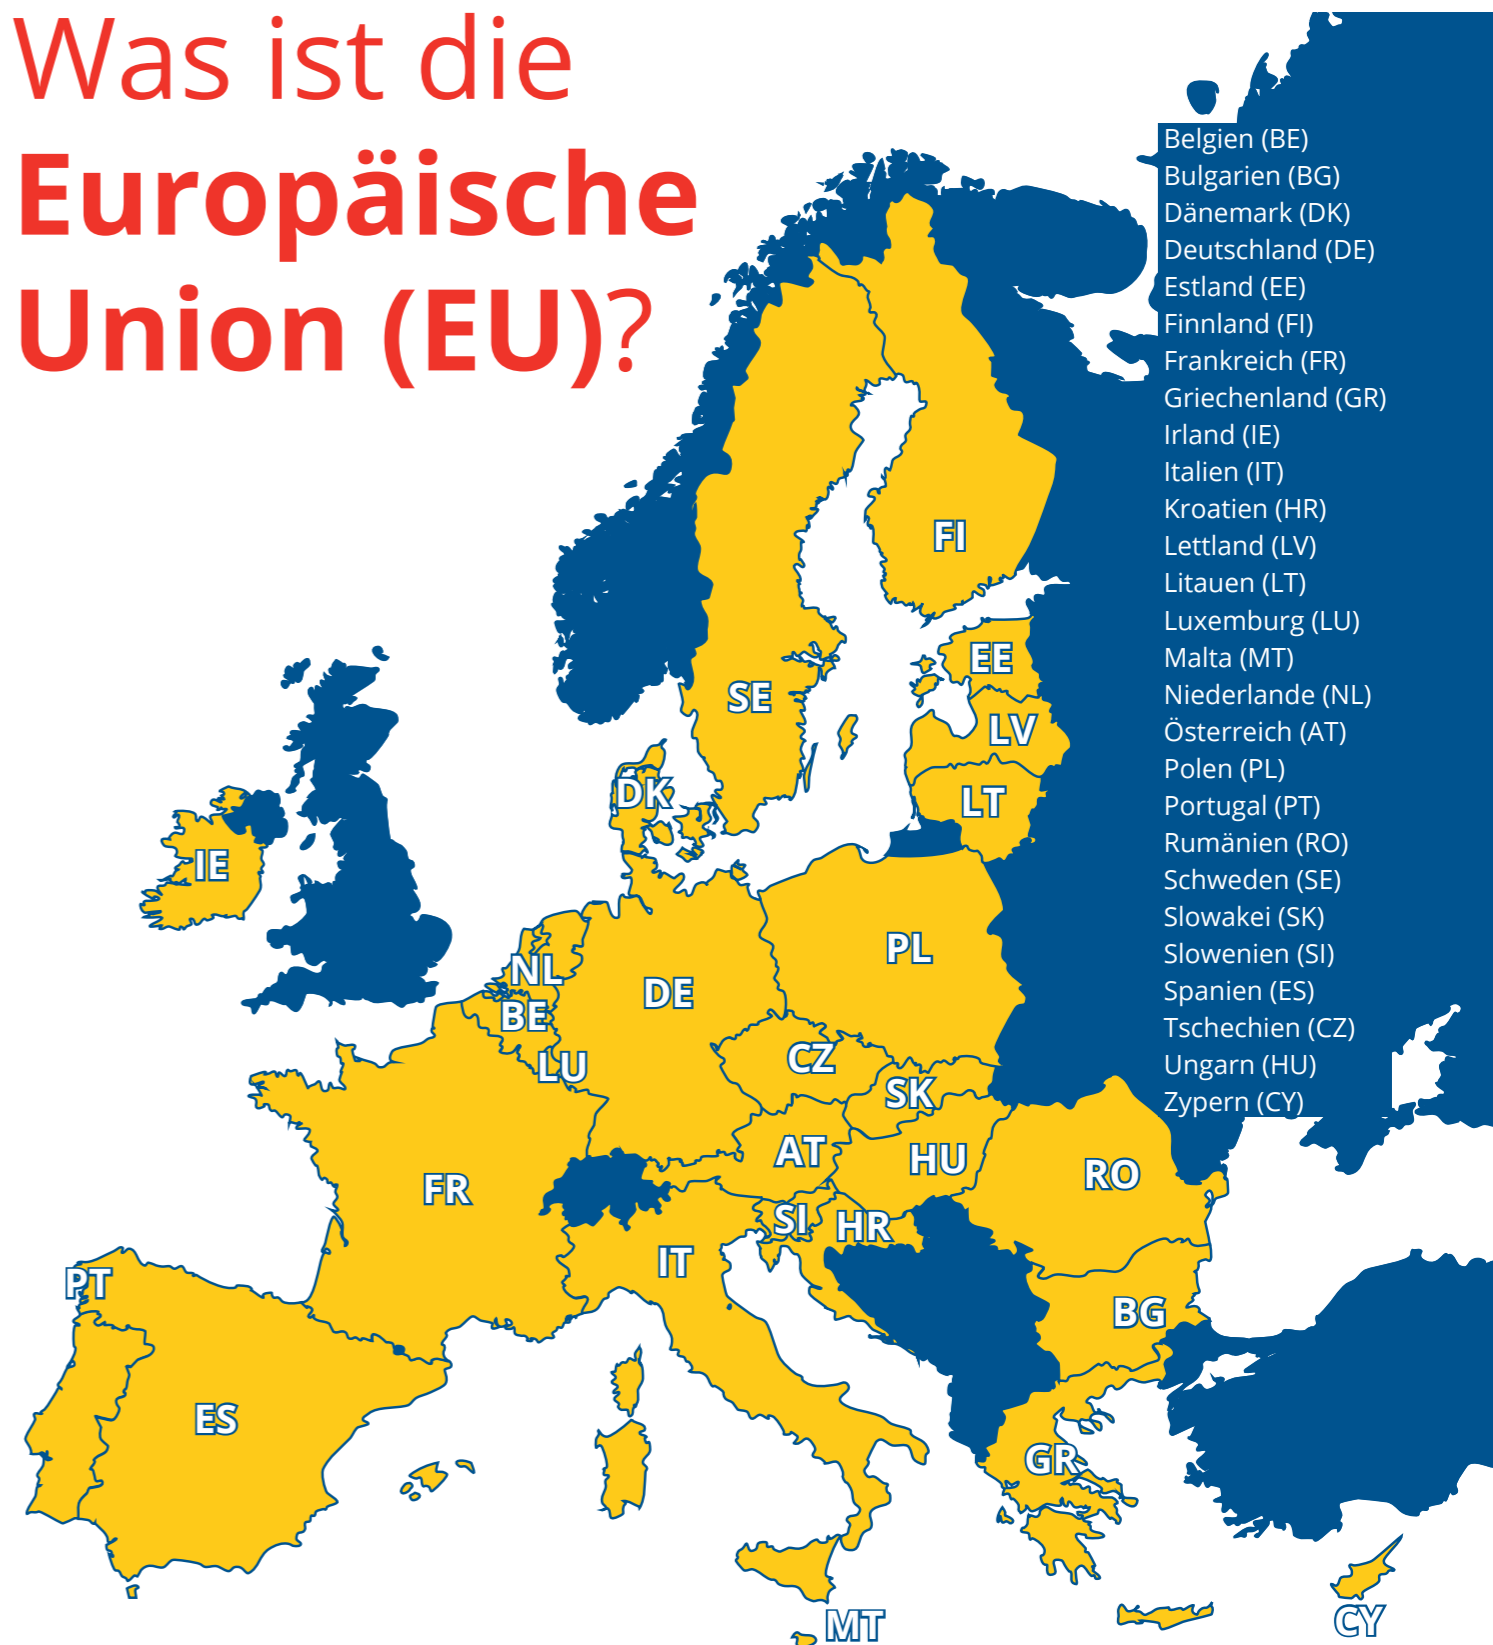 Was ist die
Europäische
Union (EU)?
Belgien (BE)
Bulgarien (BG)
Dänemark (DK)
Deutschland (DE)
Estland (EE)
Finnland (FI)
Frankreich (FR)
Griechenland (GR)
Irland (IE)
Italien (IT)
Kroatien (HR)
Lettland (LV)
Litauen (LT)
Luxemburg (LU)
Malta (MT)
Niederlande (NL)
Österreich (AT)
Polen (PL)
Portugal (PT)
Rumänien (RO)
Schweden (SE)
Slowakei (SK)
Slowenien (SI)
Spanien (ES)
Tschechien (CZ)
Ungarn (HU)
Zypern (CY)
FI
EE
SE
LV
DK
LT
IE
PL
NL
DE
BE
CZ
LU
SK
AT
HU
RO
FR
SI
HR
IT
PT
BG
ES
GR
MT
CY